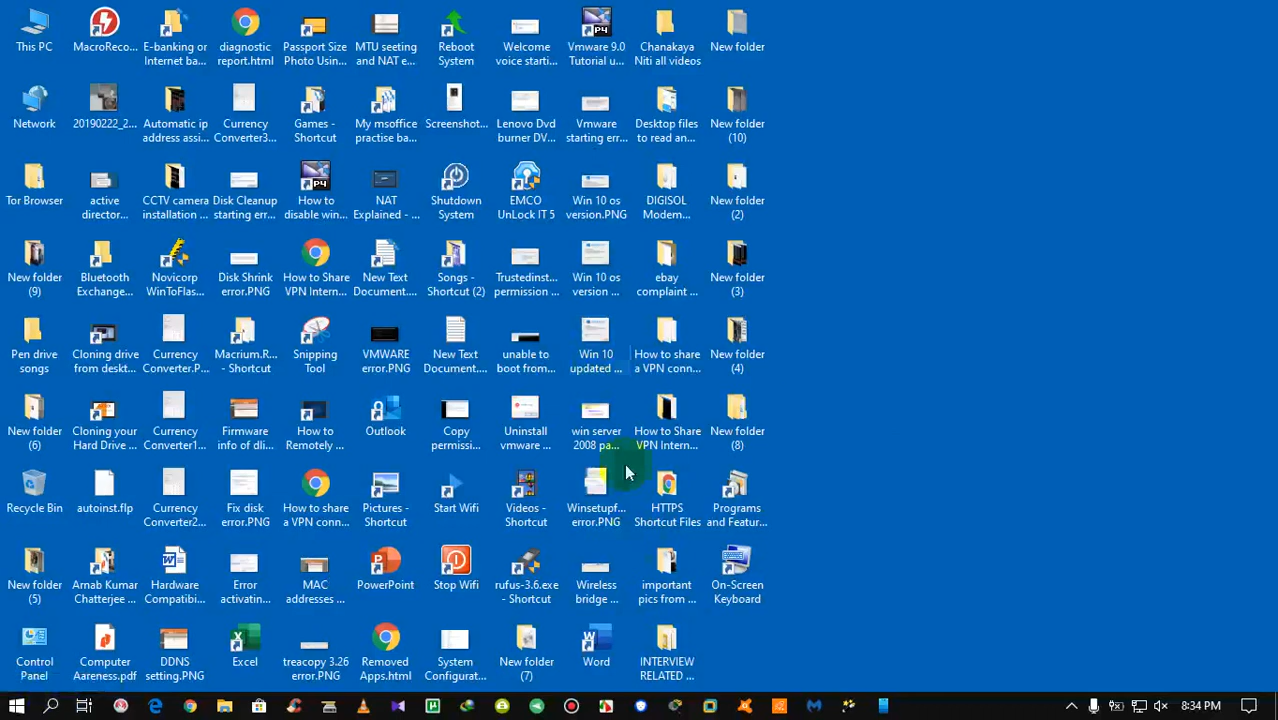 This PC
MacroReco...
E-banking or
Internet ba...
diagnostic
report.html
Passport Size
Photo Usin...
MTU seeting
and NAT e...
Reboot
System
Welcome
voice starti...
Vmware 9.0
Tutorial u...
Chanakaya
Niti all videos
New folder
Network
20190222_2...
Automatic ip
address assi...
Currency
Converter3...
Games -
Shortcut
My msoffice
practise ba...
Screenshot...
Lenovo Dvd
burner DV...
Vmware
starting err...
Desktop files
to read an...
New folder
(10)
Tor Browser
active
director...
CCTV camera
installation ...
Disk Cleanup
starting err...
How to
disable win...
NAT
Explained - ...
Shutdown
System
EMCO
UnLock IT 5
Win 10 os
version.PNG
DIGISOL
Modem...
New folder
(2)
New folder
(9)
Bluetooth
Exchange...
Novicorp
WinToFlas...
Disk Shrink
error.PNG
How to Share
VPN Intern...
New Text
Document....
Songs -
Shortcut (2)
Trustedinst...
permission ...
Win 10 os
version ...
ebay
complaint ...
New folder
(3)
Pen drive
songs
Cloning drive
from deskt...
Currency
Converter.P...
Macrium.R...
- Shortcut
Snipping
Tool
VMWARE
error.PNG
New Text
Document....
unable to
boot from...
Win 10
updated ...
How to share
a VPN conn...
New folder
(4)
New folder
(6)
Cloning your
Hard Drive ...
Currency
Converter1...
Firmware
info of dli...
How to
Remotely ...
Outlook
Copy
permissi...
Uninstall
vmware ...
win server
2008 pa...
How to Share
VPN Intern...
New folder
(8)
Recycle Bin
autoinst.flp
Currency
Converter2...
Fix disk
error.PNG
How to share
a VPN conn...
Pictures -
Shortcut
Start Wifi
Videos -
Shortcut
Winsetupf...
error.PNG
HTTPS
Shortcut Files
Programs
and Featur...
New folder
(5)
Arnab Kumar
Chatterjee ...
Hardware
Compatibi...
Error
activatin...
MAC
addresses ...
PowerPoint
Stop Wifi
rufus-3.6.exe
- Shortcut
Wireless
bridge ...
important
pics from ...
On-Screen
Keyboard
Control
Panel
Computer
Aareness.pdf
DDNS
setting.PNG
Excel
treacopy 3.26
error.PNG
Removed
Apps.html
System
Configurat...
New folder
(7)
Word
INTERVIEW
RELATED ...
8:34 PM